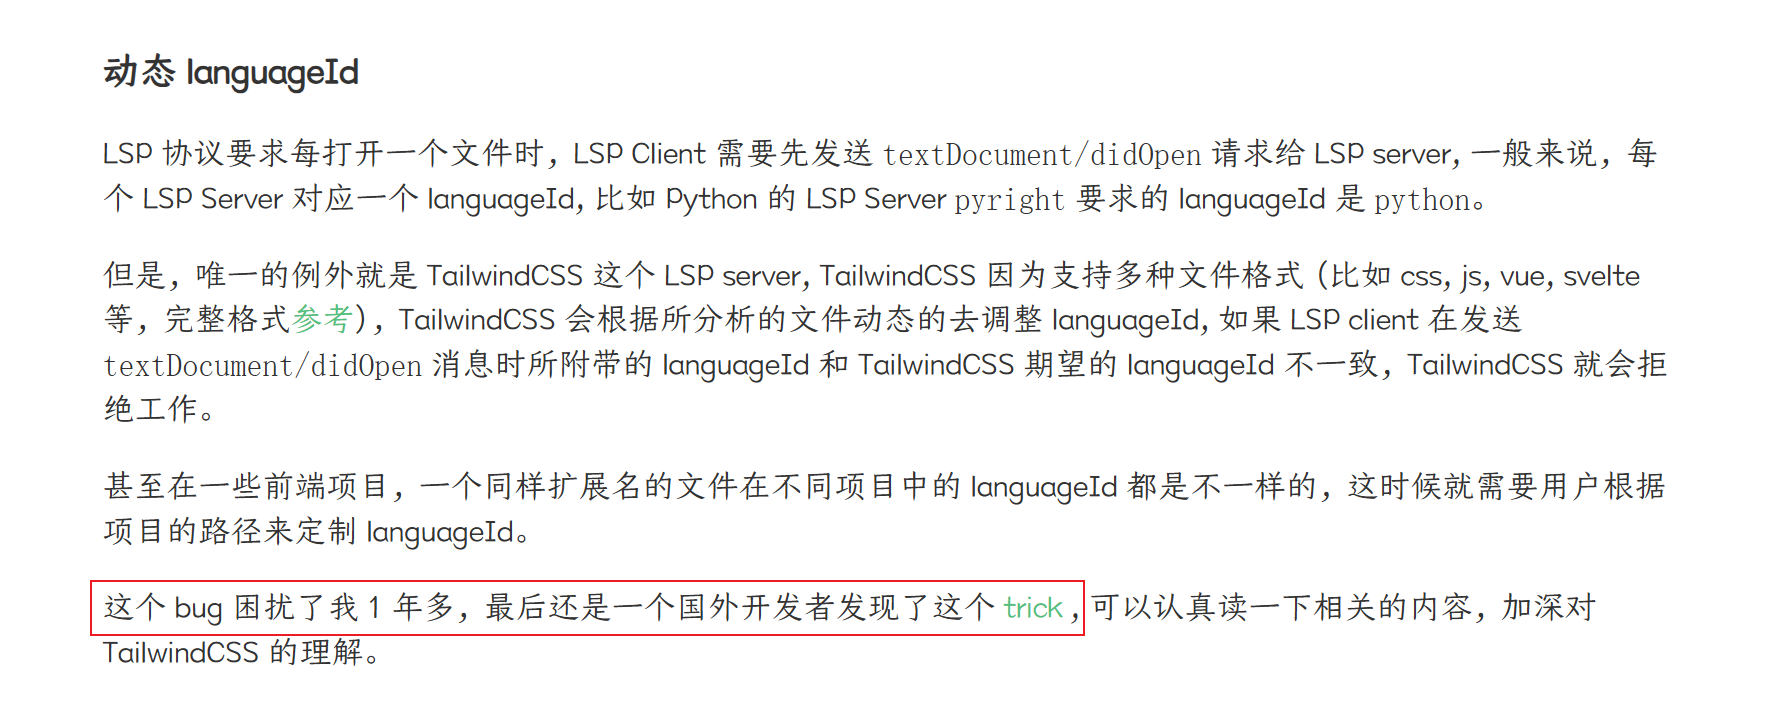 动态 languageId
LSP 协议要求每打开一个文件时，LSP Client 需要先发送 textDocument/didOpen 请求给 LSP server, 一般来说，每
个 LSP Server 对应一个 languageId, 比如 Python 的 LSP Server pyright 要求的 languageId 是 python。
但是，唯一的例外就是 TailwindCSS 这个 LSP server, TailwindCSS 因为支持多种文件格式（比如 css, js, vue, svelte
等，完整格式参考），TailwindCSS 会根据所分析的文件动态的去调整 languageId, 如果 LSP client 在发送
textDocument/didOpen 消息时所附带的 languageId 和 TailwindCSS 期望的 languageId 不一致，TailwindCSS 就会拒
绝工作。
甚至在一些前端项目，一个同样扩展名的文件在不同项目中的 languageId 都是不一样的，这时候就需要用户根据
项目的路径来定制 languageId。
这个 bug 困扰了我 1 年多，最后还是一个国外开发者发现了这个 trick，可以认真读一下相关的内容，加深对
TailwindCSS 的理解。